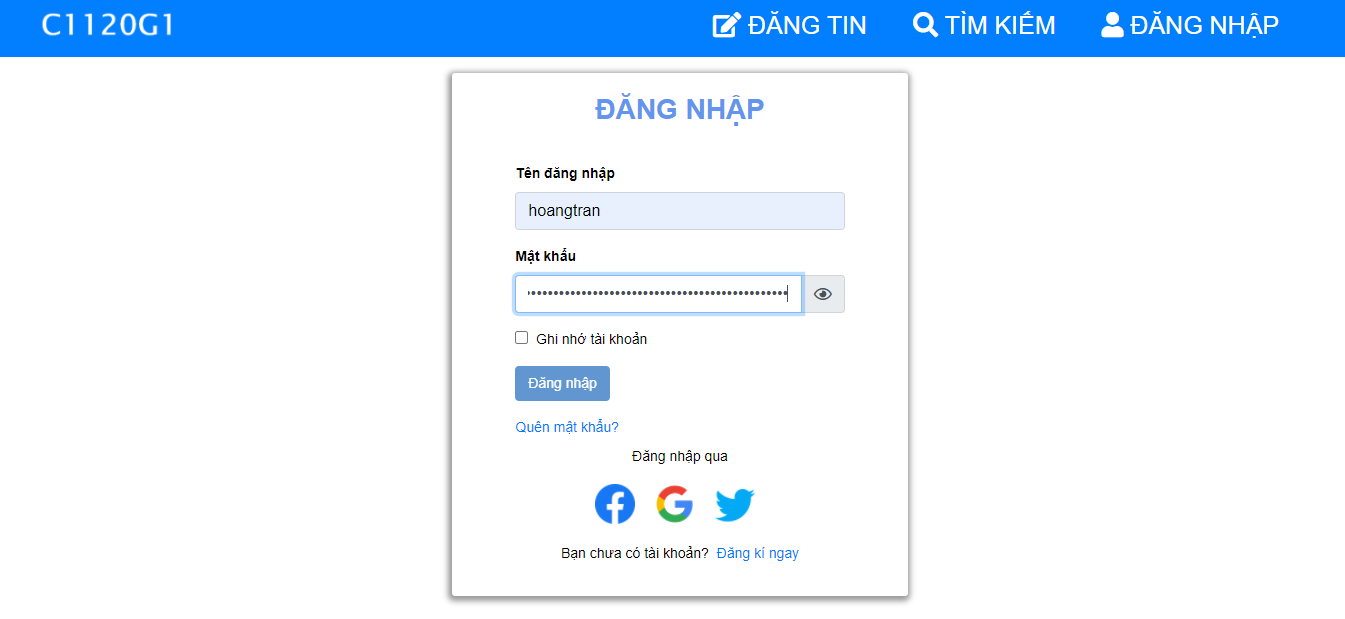 C1120G1
ĐĂNG TIN
TÌM KIẾM
ĐĂNG NHẬP
ĐĂNG NHẬP
Tên đăng nhập
hoangtran
Mật khẩu
Ghi nhớ tài khoản
Đăng nhập
Quên mật khẩu?
Đăng nhập qua
Bạn chưa có tài khoản? Đăng kí ngay